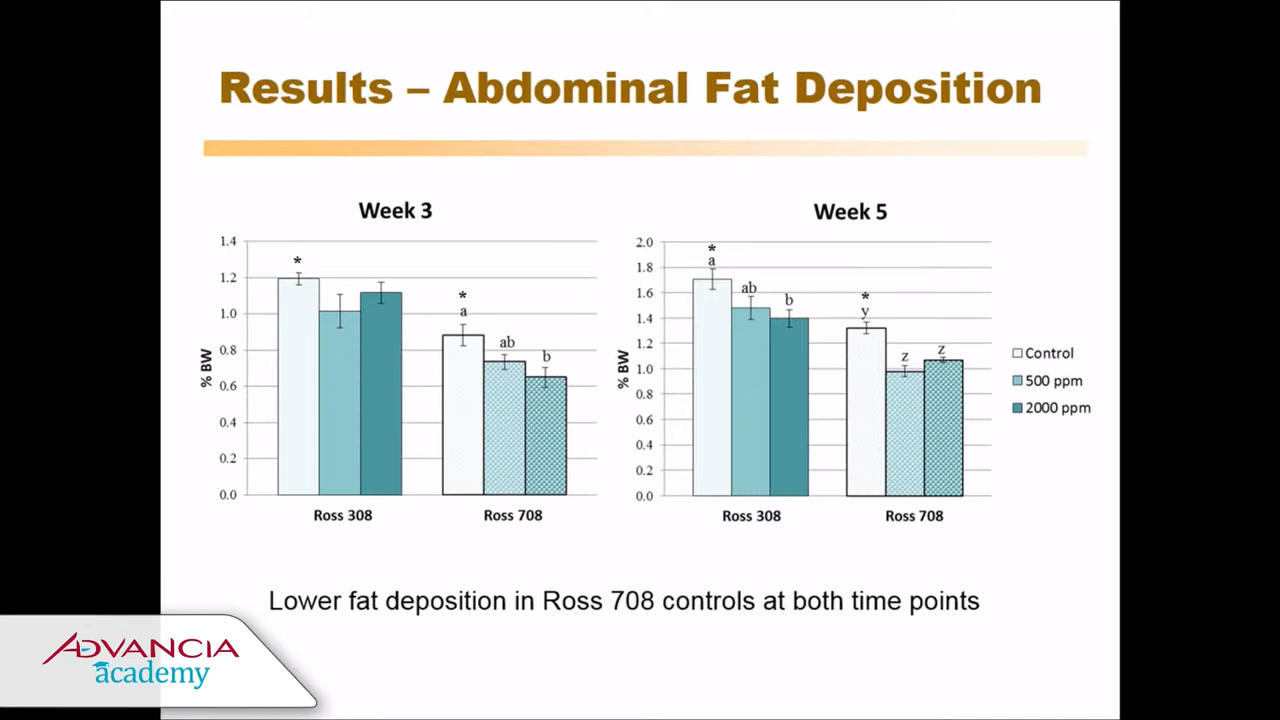 Results – Abdominal Fat Deposition
Week 3
% BW
1.4
1.2
1.0
0.8
0.6
0.4
0.2
0.0
*
*
a
ab
b
Ross 308
Ross 708
Week 5
% BW
2.0
1.8
1.6
1.4
1.2
1.0
0.8
0.6
0.4
0.2
0.0
*
a
ab
b
*
y
z
z
Ross 308
Ross 708
Control
500 ppm
2000 ppm
Lower fat deposition in Ross 708 controls at both time points
ADVANCIA
academy